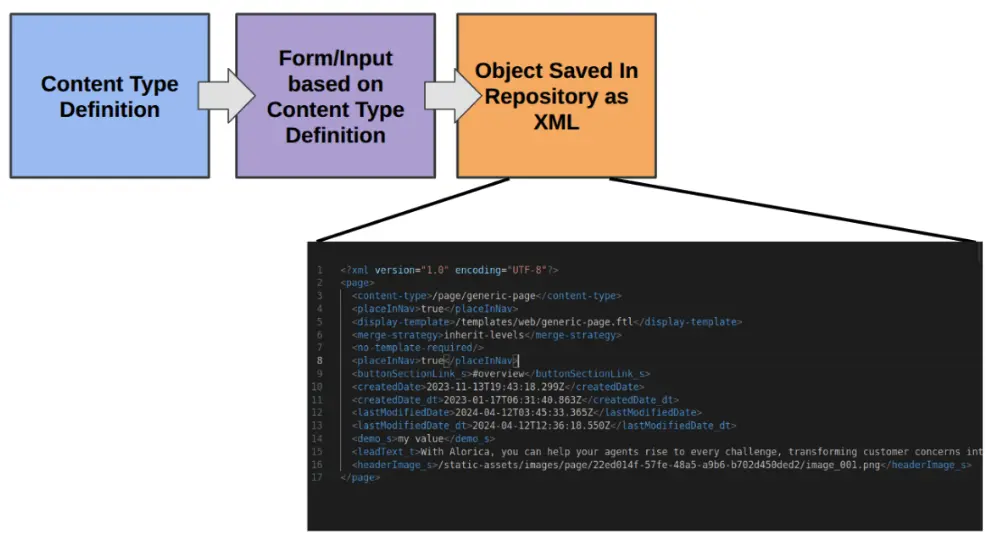 Content Type
Definition
Form/Input
based on
Content Type
Definition
Object Saved In
Repository as
XML
1 <?xml version="1.0" encoding="UTF-8"?>
2 <page>
3 <content-type>/page/generic-page</content-type>
4 <placeInNav>true</placeInNav>
5 <display-template>/templates/web/generic-page.ftl</display-template>
6 <merge-strategy>inherit-levels</merge-strategy>
7 <no-template-required/>
8 <placeInNav>true</placeInNav>
9 <buttonSectionLink_s>#overview</buttonSectionLink_s>
10 <createdDate>2023-11-13T19:43:18.299Z</createdDate>
11 <createdDate_dt>2023-01-17T06:31:40.863Z</createdDate_dt>
12 <lastModifiedDate>2024-04-12T03:45:33.365Z</lastModifiedDate>
13 <lastModifiedDate_dt>2024-04-12T12:36:18.550Z</lastModifiedDate_dt>
14 <demo_s>my value</demo_s>
15 <leadText_t>With Alorica, you can help your agents rise to every challenge, transforming customer concerns int
16 <headerImage_s>/static-assets/images/page/22ed014f-57fe-48a5-a9b6-b702d450ded2/image_001.png</headerImage_s>
17 </page>